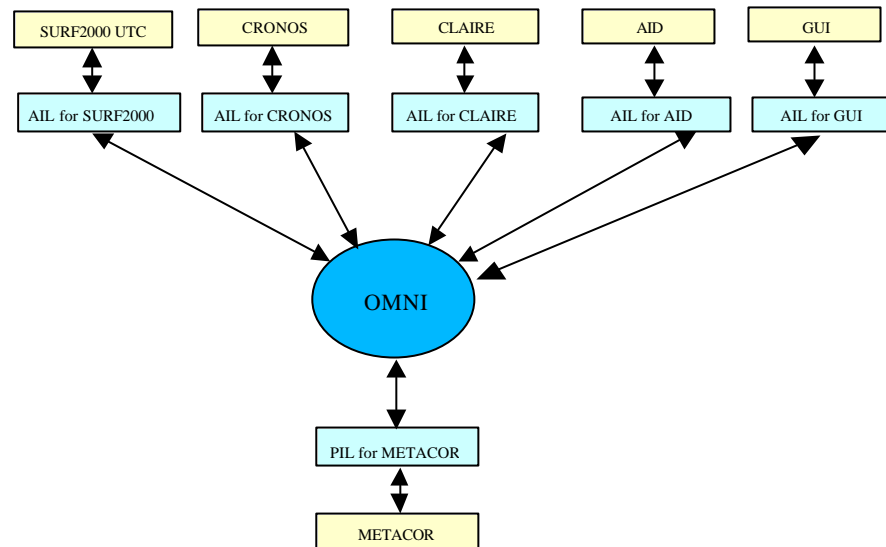 SURF2000 UTC
CRONOS
CLAIRE
AID
GUI
AIL for SURF2000
AIL for CRONOS
AIL for CLAIRE
AIL for AID
AIL for GUI
OMNI
PIL for METACOR
METACOR